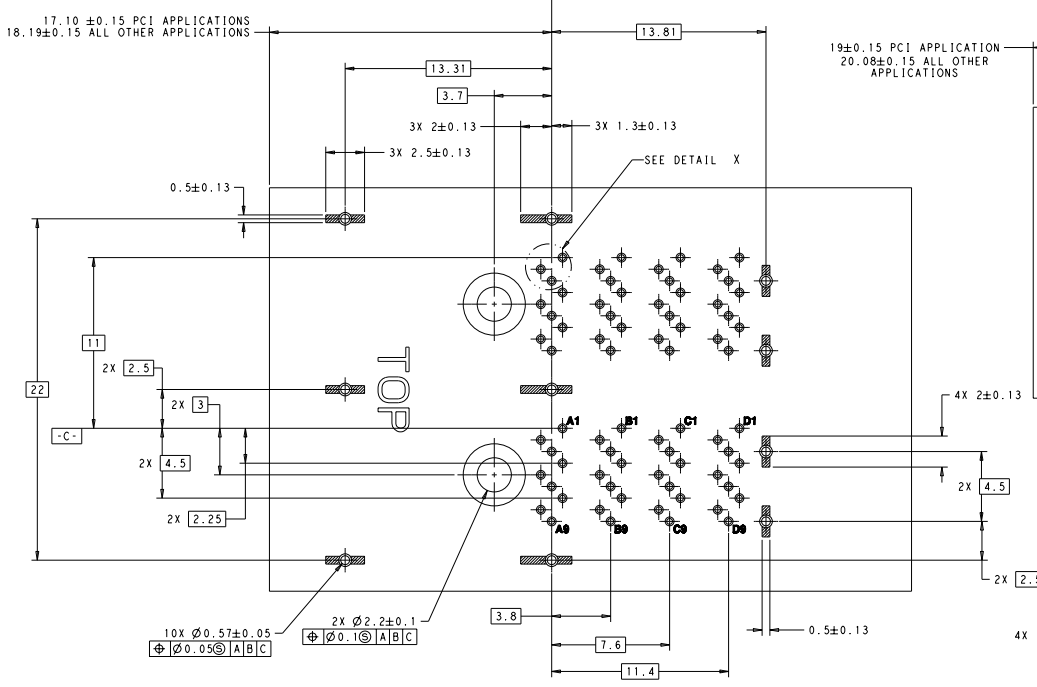 17.10 ±0.15 PCI APPLICATIONS
18.19±0.15 ALL OTHER APPLICATIONS
13.81
19±0.15 PCI APPLICATION
20.08±0.15 ALL OTHER
APPLICATIONS
13.31
3.7
3X 2±0.13
3X 1.3±0.13
3X 2.5±0.13
SEE DETAIL X
0.5±0.13
11
22
2X 2.5
TOP
2X 3
-C-
2X 4.5
2X 2.25
A1
B1
C1
D1
4X 2±0.13
2X 4.5
A9
B9
C9
D9
3.8
2X Ø2.2±0.1
⌖ Ø0.1Ⓢ A B C
10X Ø0.57±0.05
⌖ Ø0.05Ⓢ A B C
0.5±0.13
7.6
11.4
4X